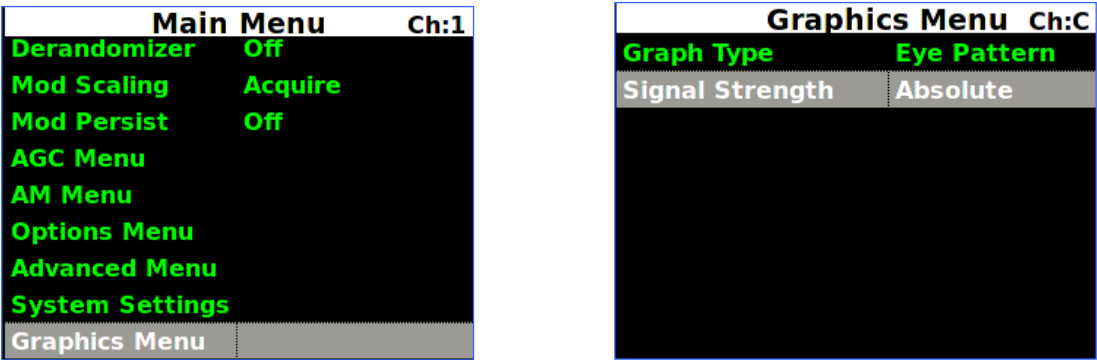 Main Menu Ch:1
Derandomizer Off
Mod Scaling Acquire
Mod Persist Off
AGC Menu
AM Menu
Options Menu
Advanced Menu
System Settings
Graphics Menu
Graphics Menu Ch:C
Graph Type Eye Pattern
Signal Strength Absolute